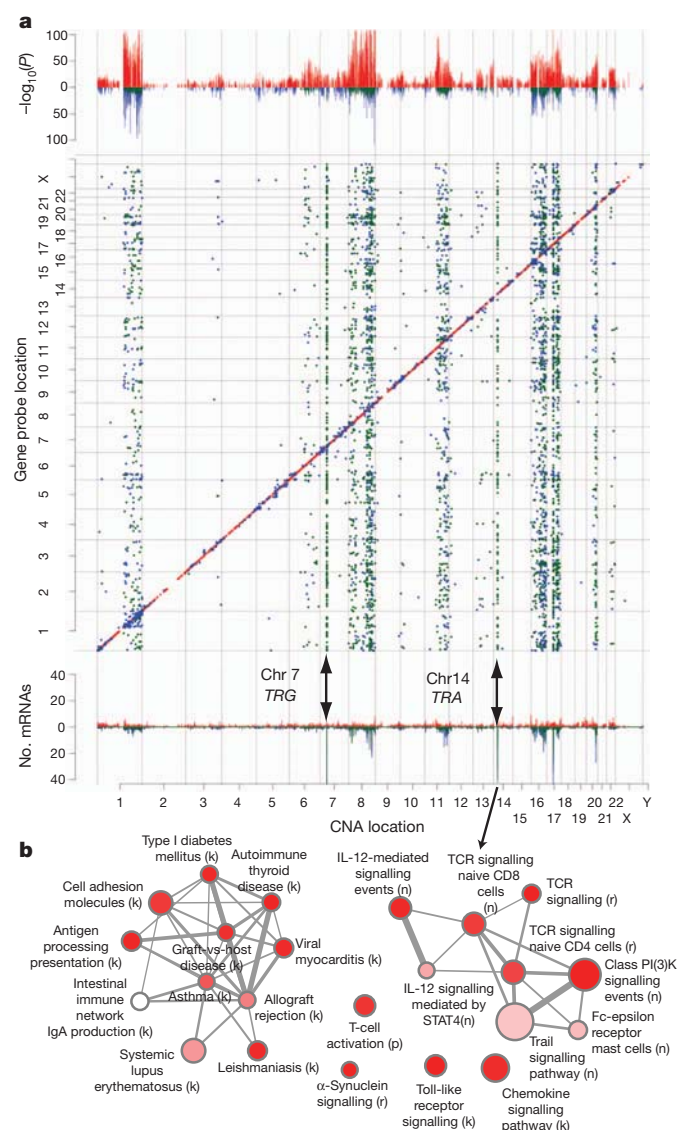 a
–log10(P)
100
50
0
50
100
Gene probe location
X
22
21
20
19
18
17
16
15
14
13
12
11
10
9
8
7
6
5
4
3
2
1
Chr 7
TRG
Chr14
TRA
No. mRNAs
40
20
0
20
40
1 2 3 4 5 6 7 8 9 10 11 12 13 14 16 18 20 22 Y
15 17 19 21 X
CNA location
b
Type I diabetes
mellitus (k)
Autoimmune
thyroid
disease (k)
Cell adhesion
molecules (k)
Antigen
processing
presentation (k)
Graft-vs-host
disease (k)
Viral
myocarditis (k)
Intestinal
immune
network
IgA production (k)
Asthma (k)
Allograft
rejection (k)
Systemic
lupus
erythematosus (k)
Leishmaniasis (k)
IL-12-mediated
signalling
events (n)
TCR signalling
naive CD8
cells
(n)
TCR
signalling (r)
TCR signalling
naive CD4 cells (r)
Class PI(3)K
signalling
events (n)
IL-12 signalling
mediated by
STAT4(n)
Fc-epsilon
receptor
mast cells (n)
Trail
signalling
pathway (n)
T-cell
activation (p)
α-Synuclein
signalling (r)
Toll-like
receptor
signalling (k)
Chemokine
signalling
pathway (k)